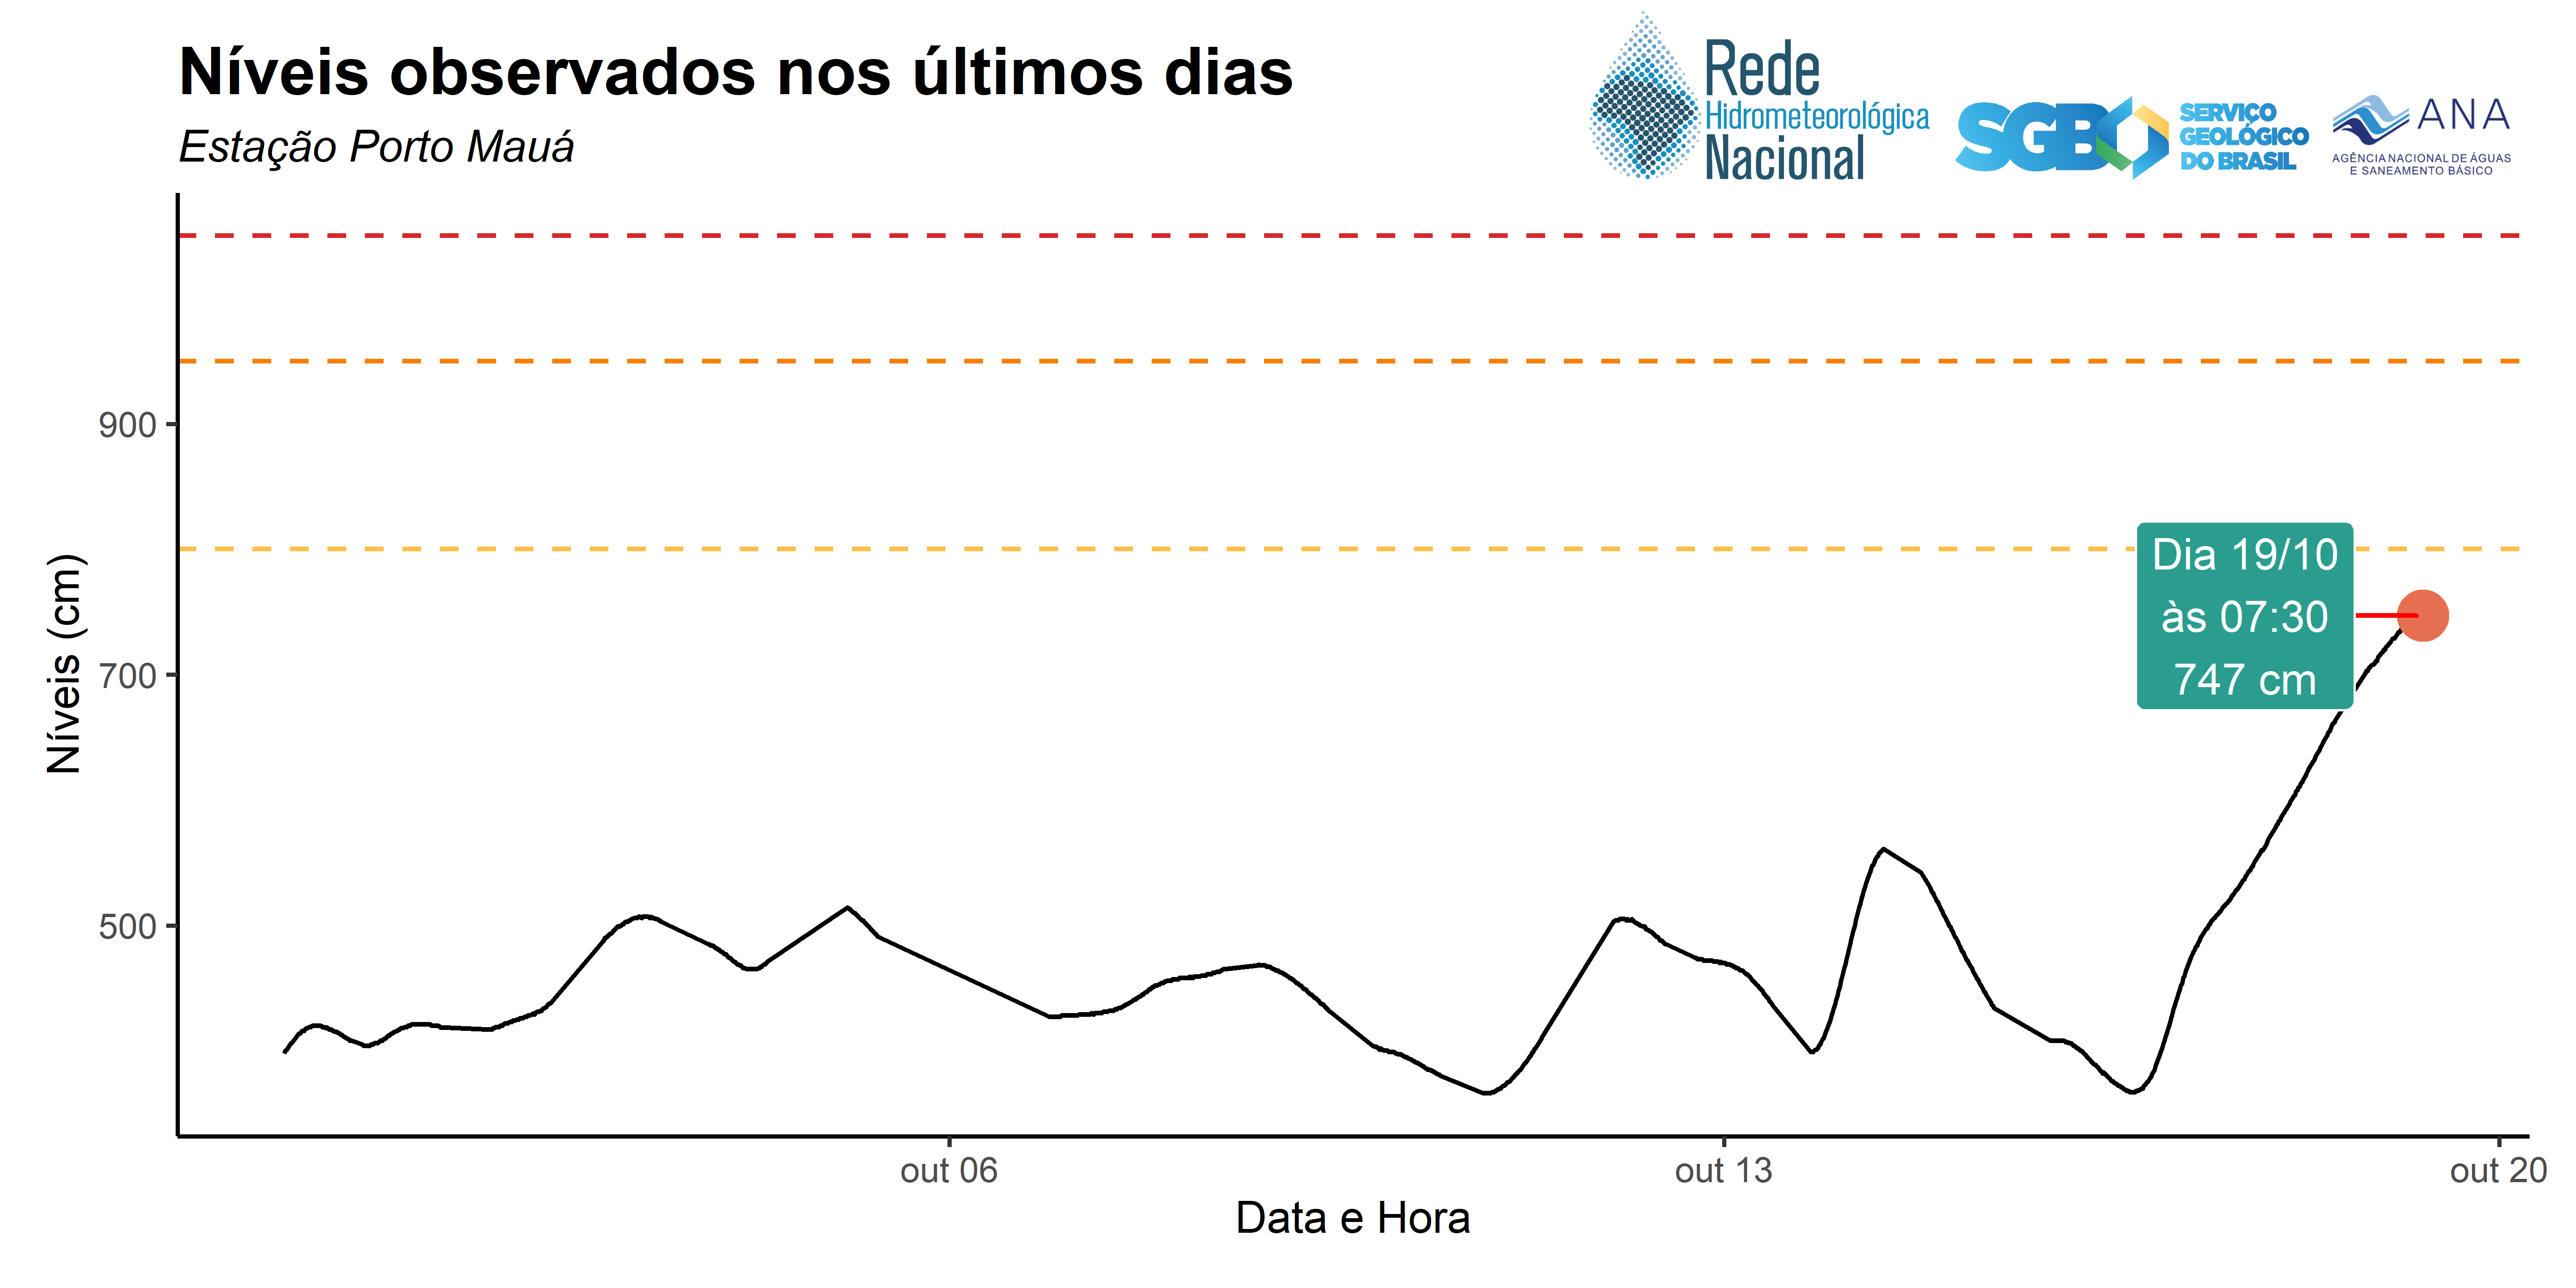 Níveis observados nos últimos dias
Estação Porto Mauá
Rede
Hidrometeorológica
Nacional
SGB
SERVIÇO
GEOLÓGICO
DO BRASIL
ANA
AGÊNCIA NACIONAL DE ÁGUAS
E SANEAMENTO BÁSICO
900
700
500
Níveis (cm)
Dia 19/10
às 07:30
747 cm
out 06
out 13
out 20
Data e Hora